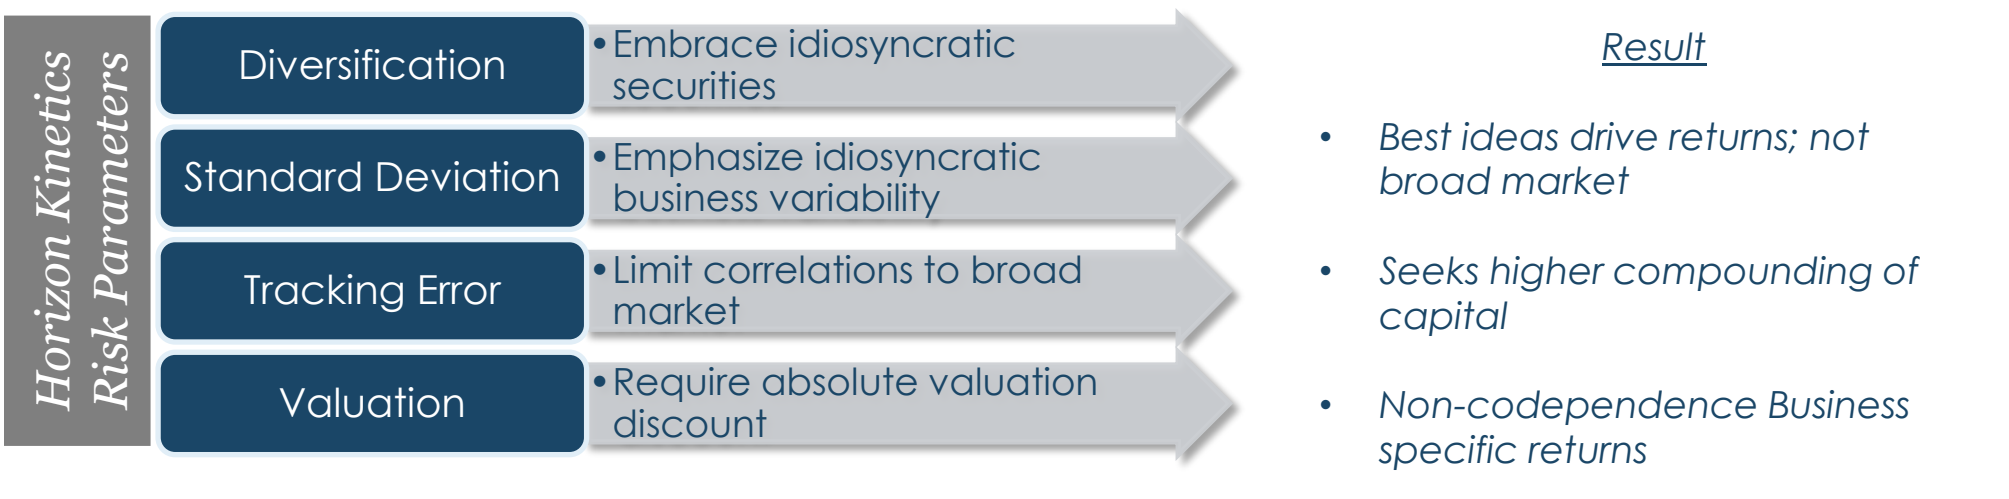 Horizon Kinetics
Risk Parameters
Diversification
•Embrace idiosyncratic
securities
Standard Deviation
•Emphasize idiosyncratic
business variability
Tracking Error
•Limit correlations to broad
market
Valuation
•Require absolute valuation
discount
Result
• Best ideas drive returns; not
broad market
• Seeks higher compounding of
capital
• Non-codependence Business
specific returns